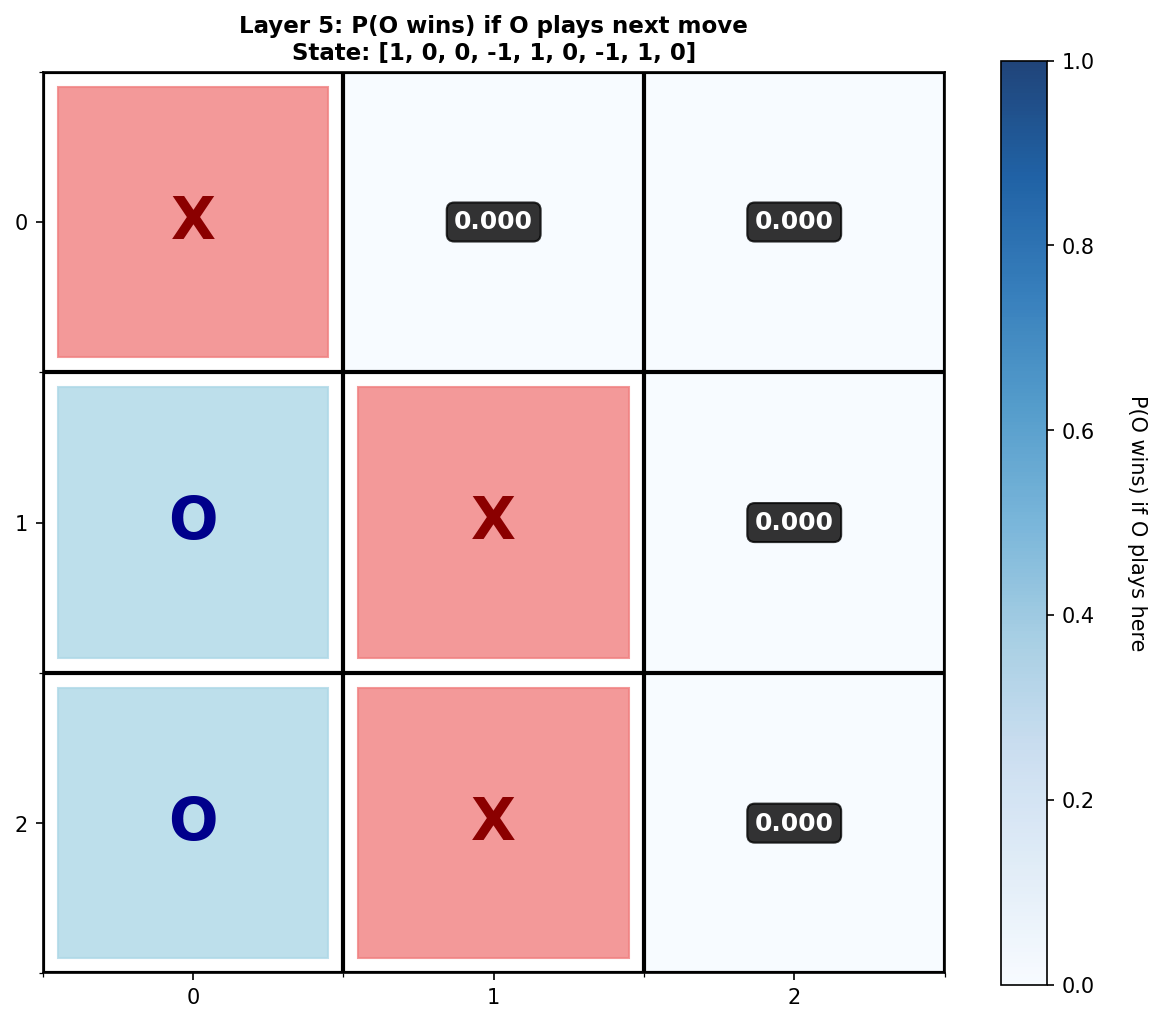 Layer 5: P(O wins) if O plays next move
State: [1, 0, 0, -1, 1, 0, -1, 1, 0]
X
0.000
0.000
O
X
0.000
O
X
0.000
0
1
2
0
1
2
1.0
0.8
0.6
0.4
0.2
0.0
P(O wins) if O plays here